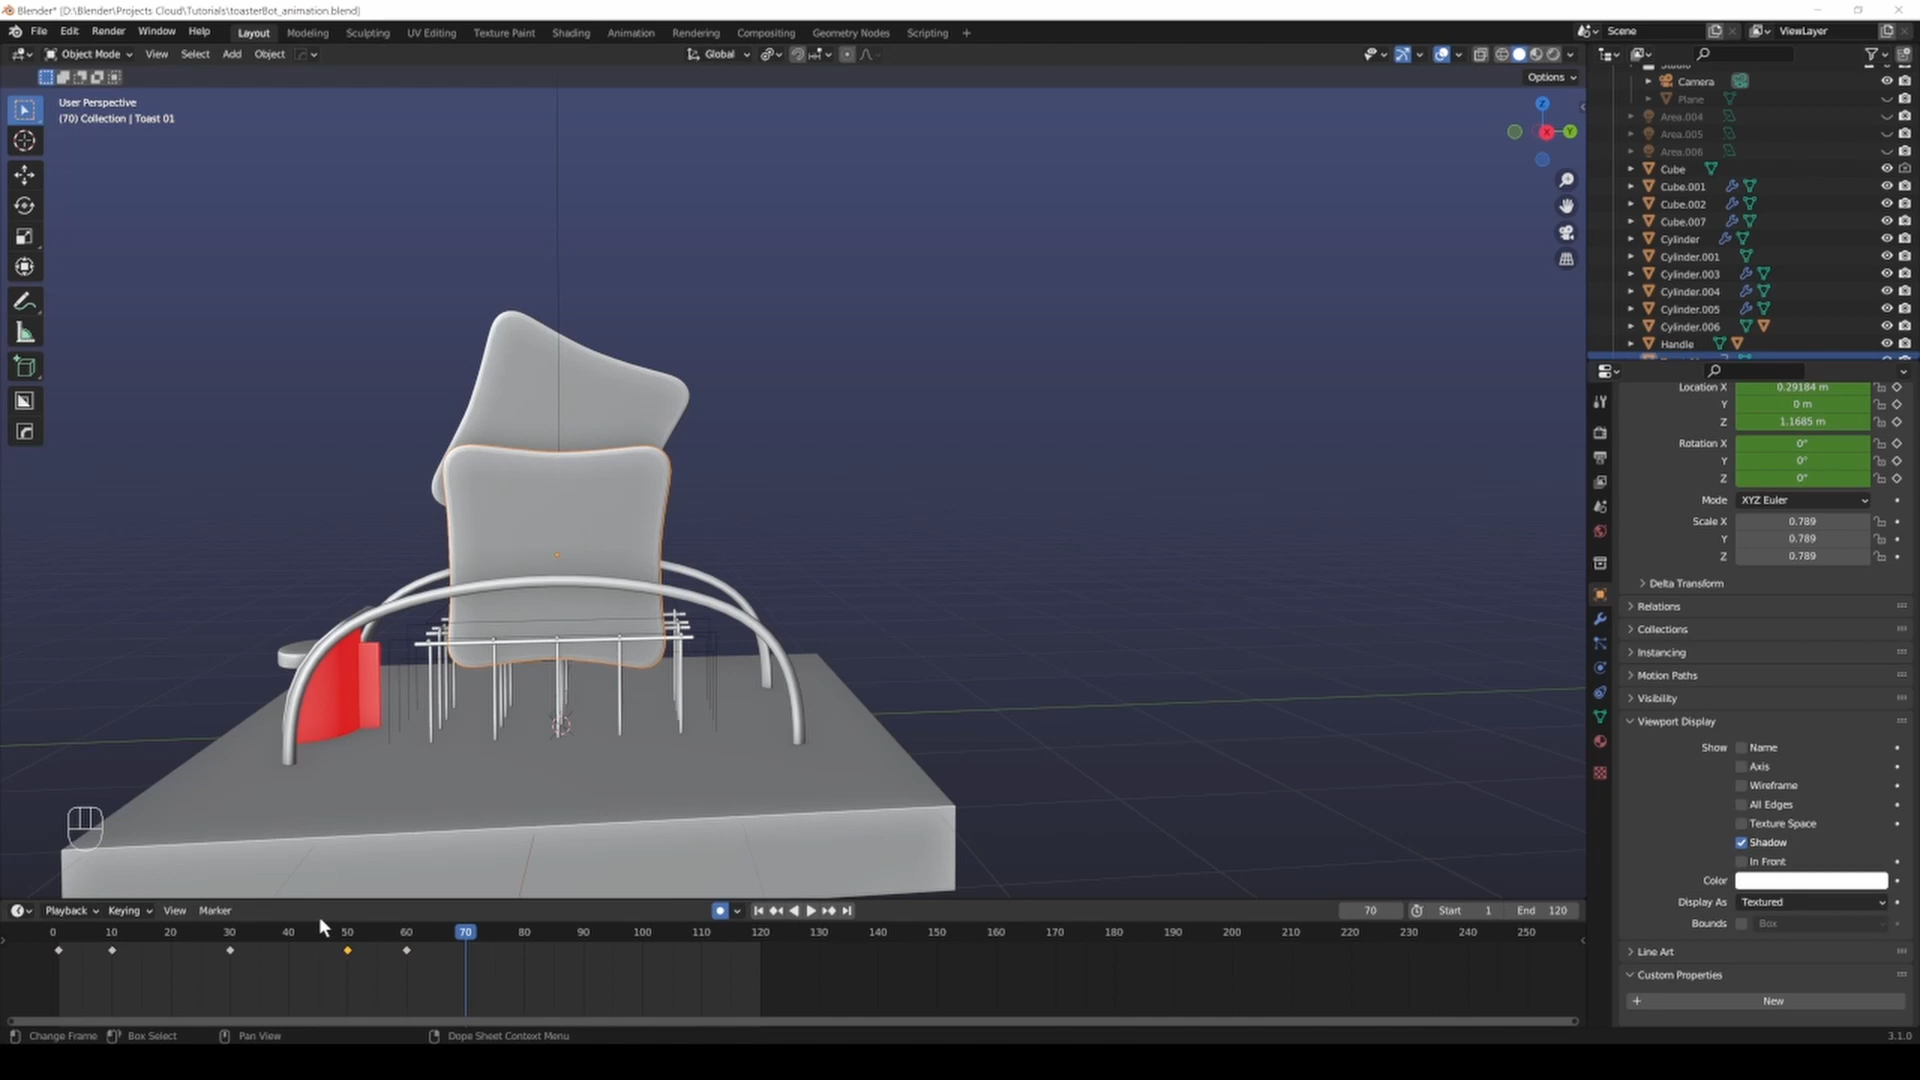 Blender* [D:\Blender\Projects Cloud\Tutorials\toasterBot_animation.blend]
File Edit Render Window Help Layout Modeling Sculpting UV Editing Texture Paint Shading Animation Rendering Compositing Geometry Nodes Scripting + Scene ViewLayer
Object Mode View Select Add Object Global
Options
User Perspective
(70) Collection | Toast 01
Z
X
Y
Camera
Plane
Area.004
Area.005
Area.006
Cube
Cube.001
Cube.002
Cube.007
Cylinder
Cylinder.001
Cylinder.003
Cylinder.004
Cylinder.005
Cylinder.006
Handle
Location X 0.29184 m
Y 0 m
Z 1.1685 m
Rotation X 0°
Y 0°
Z 0°
Mode XYZ Euler
Scale X 0.789
Y 0.789
Z 0.789
Delta Transform
Relations
Collections
Instancing
Motion Paths
Visibility
Viewport Display
Show Name
Axis
Wireframe
All Edges
Texture Space
Shadow
In Front
Color
Display As Textured
Bounds Box
Line Art
Custom Properties
+ New
Playback Keying View Marker 70 Start 1 End 120
0 10 20 30 40 50 60 70 80 90 100 110 120 130 140 150 160 170 180 190 200 210 220 230 240 250
Change Frame Box Select Pan View Dope Sheet Context Menu 3.1.0